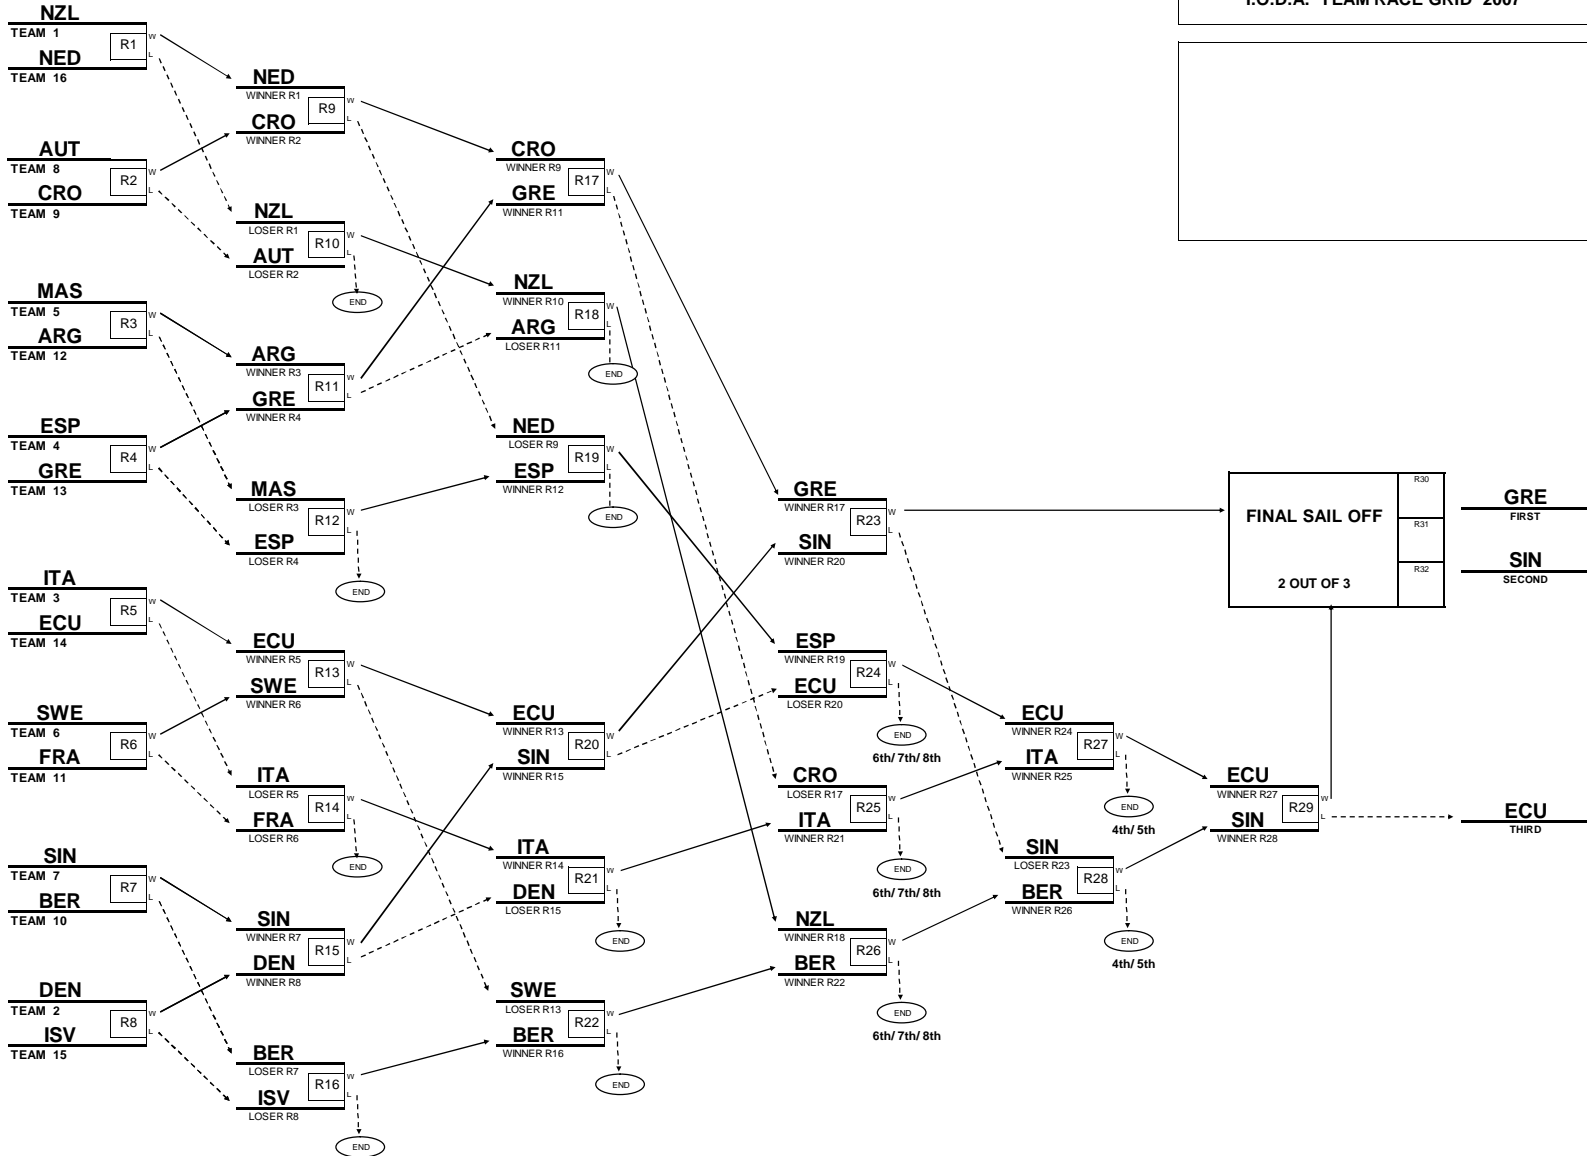 I.O.D.A. TEAM RACE GRID 2007
NZL
TEAM 1
R1
W
L
NED
TEAM 16
AUT
TEAM 8
R2
W
L
CRO
TEAM 9
MAS
TEAM 5
R3
W
L
ARG
TEAM 12
ESP
TEAM 4
R4
W
L
GRE
TEAM 13
ITA
TEAM 3
R5
W
L
ECU
TEAM 14
SWE
TEAM 6
R6
W
L
FRA
TEAM 11
SIN
TEAM 7
R7
W
L
BER
TEAM 10
DEN
TEAM 2
R8
W
L
ISV
TEAM 15
NED
WINNER R1
R9
W
L
CRO
WINNER R2
NZL
LOSER R1
R10
W
L
AUT
LOSER R2
END
ARG
WINNER R3
R11
W
L
GRE
WINNER R4
MAS
LOSER R3
R12
W
L
ESP
LOSER R4
END
ECU
WINNER R5
R13
W
L
SWE
WINNER R6
ITA
LOSER R5
R14
W
L
FRA
LOSER R6
END
SIN
WINNER R7
R15
W
L
DEN
WINNER R8
BER
LOSER R7
R16
W
L
ISV
LOSER R8
END
CRO
WINNER R9
R17
W
L
GRE
WINNER R11
NZL
WINNER R10
R18
W
L
ARG
LOSER R11
END
NED
LOSER R9
R19
W
L
ESP
WINNER R12
END
ECU
WINNER R13
R20
W
L
SIN
WINNER R15
ITA
WINNER R14
R21
W
L
DEN
LOSER R15
END
SWE
LOSER R13
R22
W
L
BER
WINNER R16
END
GRE
WINNER R17
R23
W
L
SIN
WINNER R20
ESP
WINNER R19
R24
W
L
ECU
LOSER R20
END
6th/ 7th/ 8th
CRO
LOSER R17
R25
W
L
ITA
WINNER R21
END
6th/ 7th/ 8th
NZL
WINNER R18
R26
W
L
BER
WINNER R22
END
6th/ 7th/ 8th
ECU
WINNER R24
R27
W
L
ITA
WINNER R25
END
4th/ 5th
SIN
LOSER R23
R28
W
L
BER
WINNER R26
END
4th/ 5th
ECU
WINNER R27
R29
W
L
SIN
WINNER R28
FINAL SAIL OFF
2 OUT OF 3
R30
R31
R32
GRE
FIRST
SIN
SECOND
ECU
THIRD